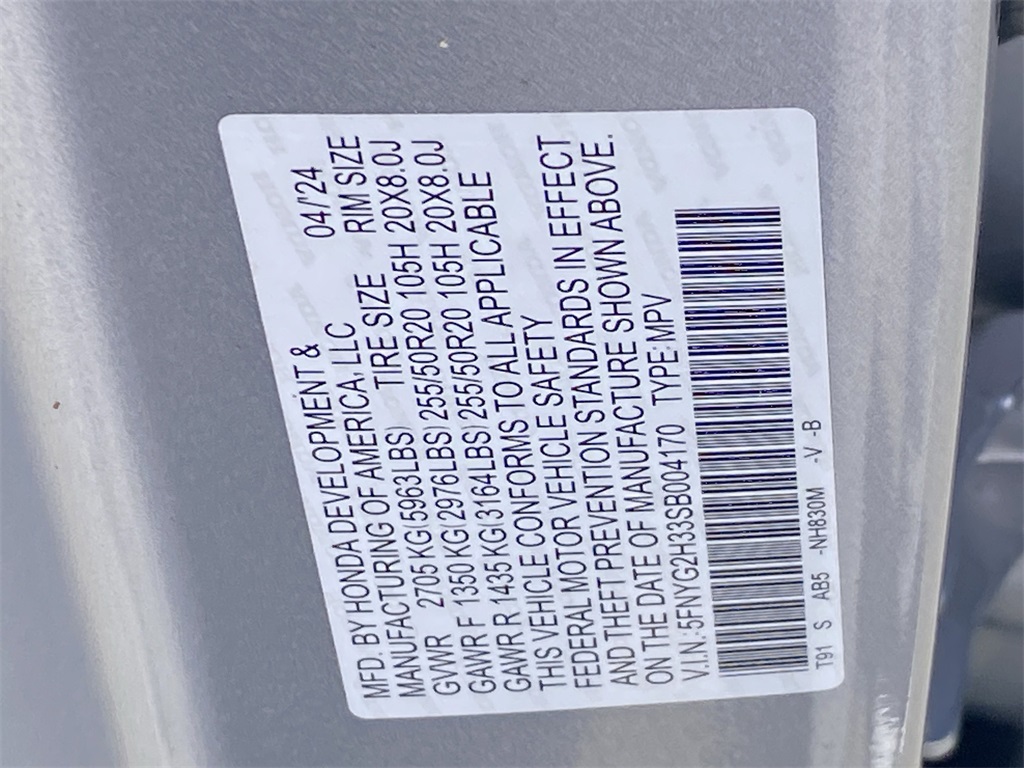 MFD. BY HONDA DEVELOPMENT & 04/'24
MANUFACTURING OF AMERICA, LLC
TIRE SIZE RIM SIZE
GVWR 2705 KG(5963LBS)
GAWR F 1350 KG(2976LBS) 255/50R20 105H 20X8.0J
GAWR R 1435 KG(3164LBS) 255/50R20 105H 20X8.0J
THIS VEHICLE CONFORMS TO ALL APPLICABLE
FEDERAL MOTOR VEHICLE SAFETY
AND THEFT PREVENTION STANDARDS IN EFFECT
ON THE DATE OF MANUFACTURE SHOWN ABOVE.
V.I.N.:5FNYG2H33SB004170 TYPE:MPV
T91 S AB5 -NH830M -V -B